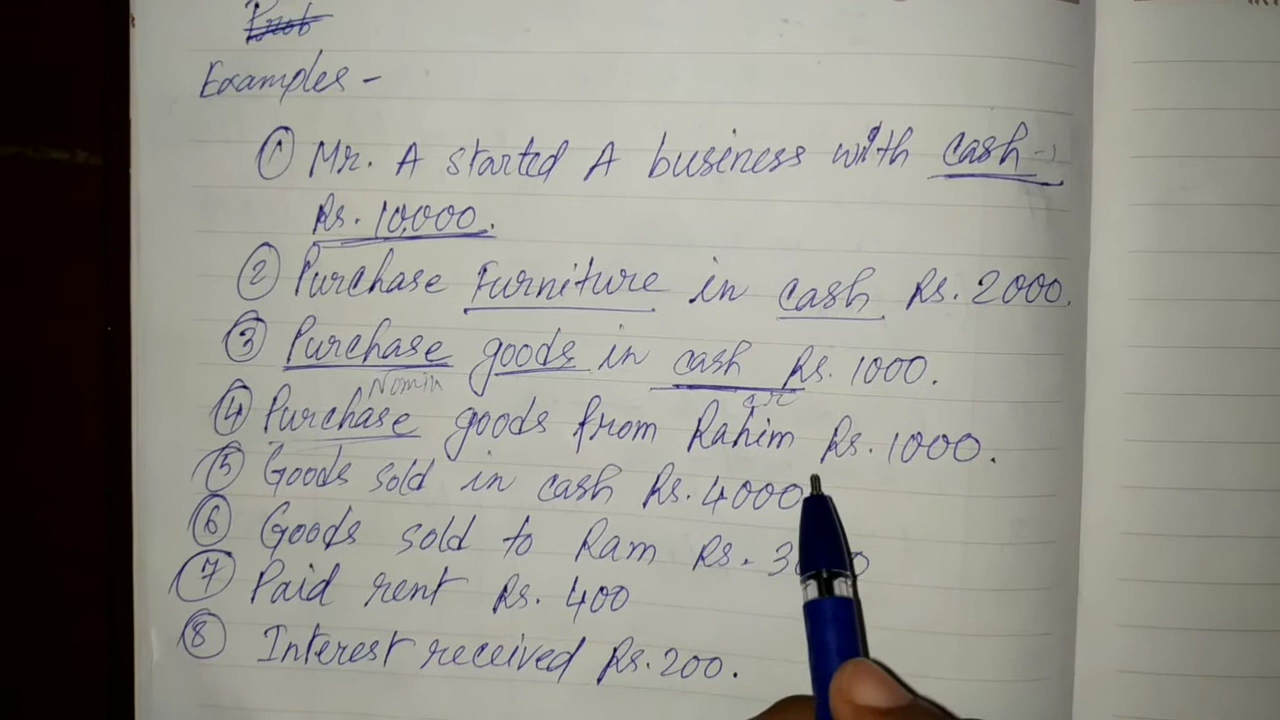 Examples -
① Mr. A started A business with cash -
Rs. 10,000.
② Purchase Furniture in cash Rs. 2000.
③ Purchase goods in cash Rs. 1000.
Nomin
④ Purchase goods from Rahim Rs. 1000.
⑤ Goods sold in cash Rs. 4000
⑥ Goods sold to Ram Rs.
⑦ Paid rent Rs. 400
⑧ Interest received Rs. 200.